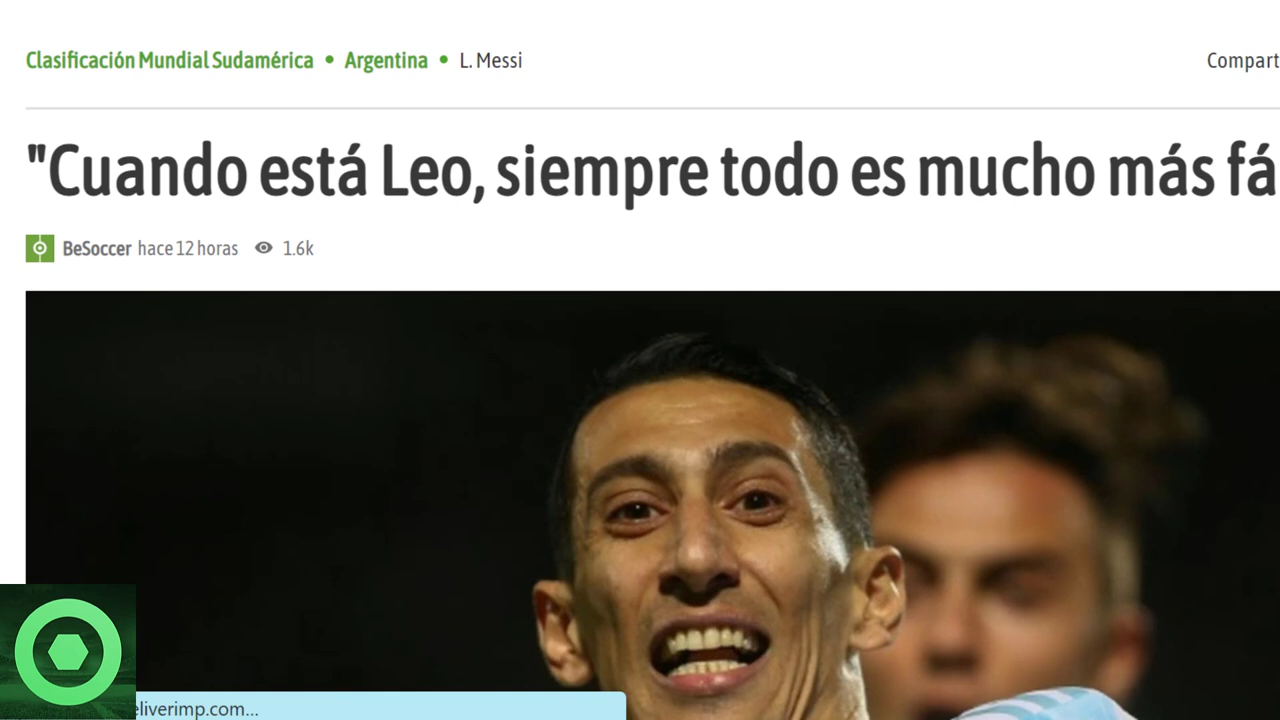 Clasificación Mundial Sudamérica • Argentina • L. Messi
Compart
"Cuando está Leo, siempre todo es mucho más fá
BeSoccer hace 12 horas 1.6k
eliverimp.com...